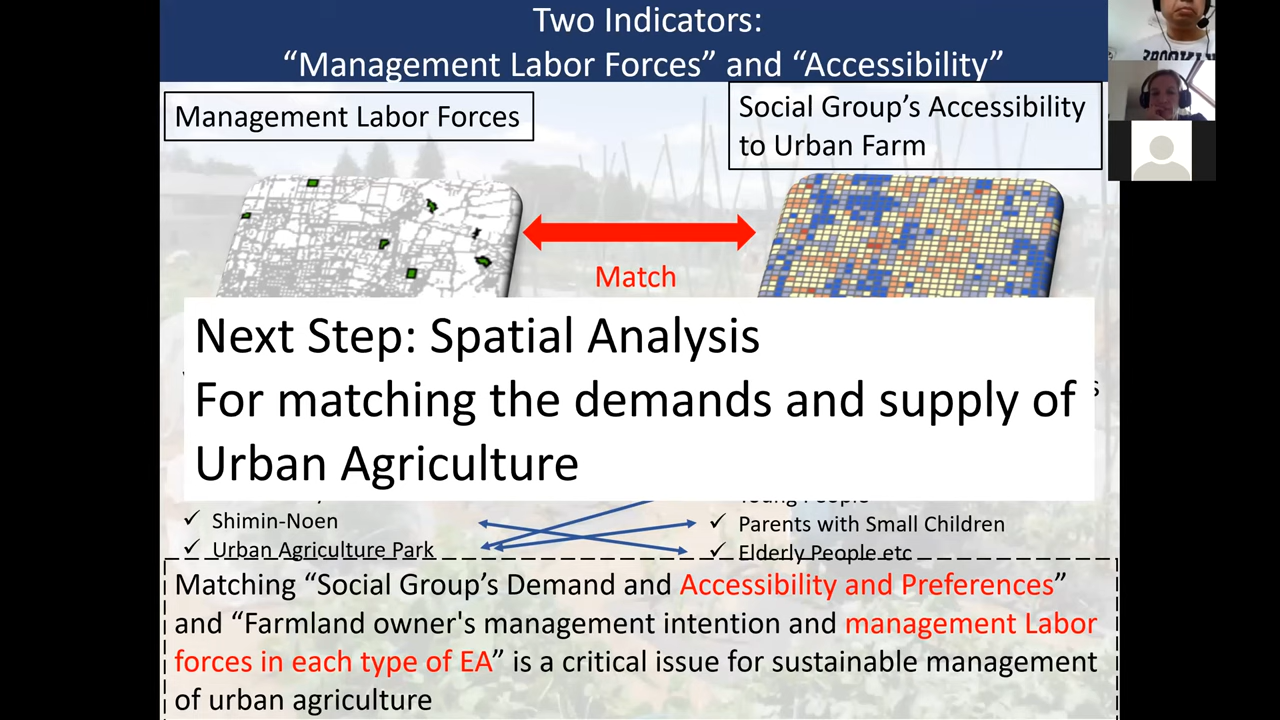 Two Indicators:
“Management Labor Forces” and “Accessibility”
Management Labor Forces
Social Group’s Accessibility
to Urban Farm
Match
Next Step: Spatial Analysis
For matching the demands and supply of
Urban Agriculture
Young People
✓ Shimin-Noen
✓ Parents with Small Children
✓ Urban Agriculture Park
✓ Elderly People etc
Matching “Social Group’s Demand and Accessibility and Preferences”
and “Farmland owner's management intention and management Labor
forces in each type of EA” is a critical issue for sustainable management
of urban agriculture